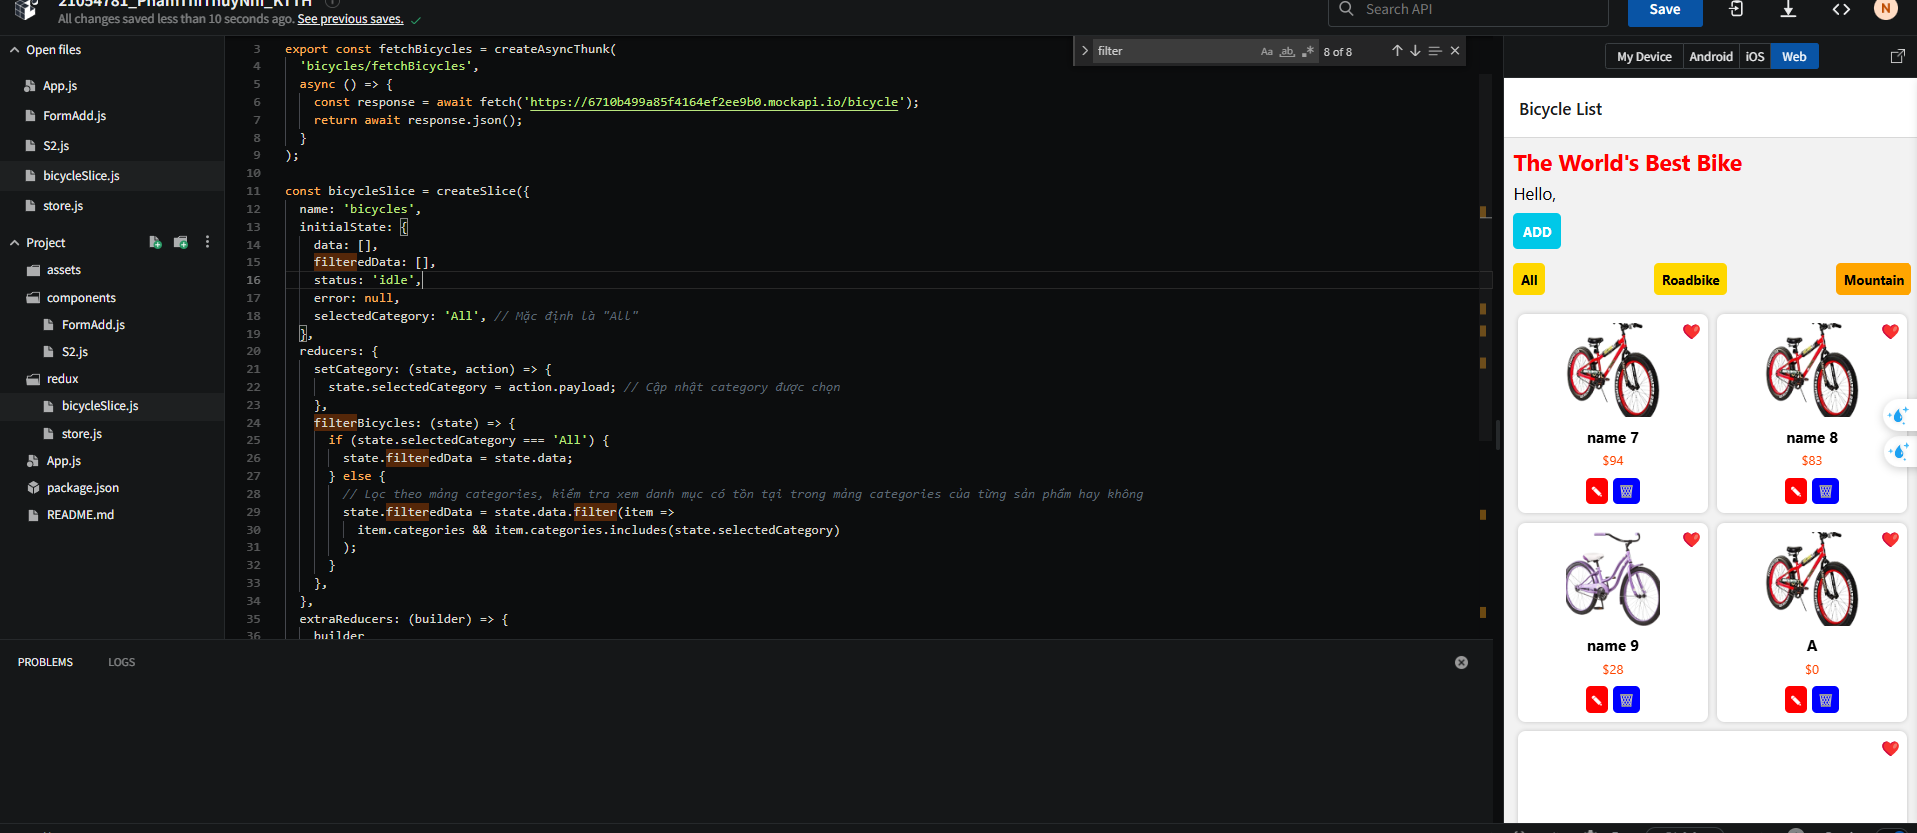 21054781_PhamThiThuyNhi_KTTH
All changes saved less than 10 seconds ago. See previous saves.
Search API
Save
N
Open files
App.js
FormAdd.js
S2.js
bicycleSlice.js
store.js
Project
assets
components
FormAdd.js
S2.js
redux
bicycleSlice.js
store.js
App.js
package.json
README.md
filter
Aa
ab
8 of 8
3 export const fetchBicycles = createAsyncThunk(
4 'bicycles/fetchBicycles',
5 async () => {
6 const response = await fetch('https://6710b499a85f4164ef2ee9b0.mockapi.io/bicycle');
7 return await response.json();
8 }
9 );
10
11 const bicycleSlice = createSlice({
12 name: 'bicycles',
13 initialState: {
14 data: [],
15 filteredData: [],
16 status: 'idle',
17 error: null,
18 selectedCategory: 'All', // Mặc định là "All"
19 },
20 reducers: {
21 setCategory: (state, action) => {
22 state.selectedCategory = action.payload; // Cập nhật category được chọn
23 },
24 filterBicycles: (state) => {
25 if (state.selectedCategory === 'All') {
26 state.filteredData = state.data;
27 } else {
28 // Lọc theo mảng categories, kiểm tra xem danh mục có tồn tại trong mảng categories của từng sản phẩm hay không
29 state.filteredData = state.data.filter(item =>
30 item.categories && item.categories.includes(state.selectedCategory)
31 );
32 }
33 },
34 },
35 extraReducers: (builder) => {
36 builder
PROBLEMS
LOGS
My Device
Android
iOS
Web
Bicycle List
The World's Best Bike
Hello,
ADD
All
Roadbike
Mountain
name 7
$94
name 8
$83
name 9
$28
A
$0